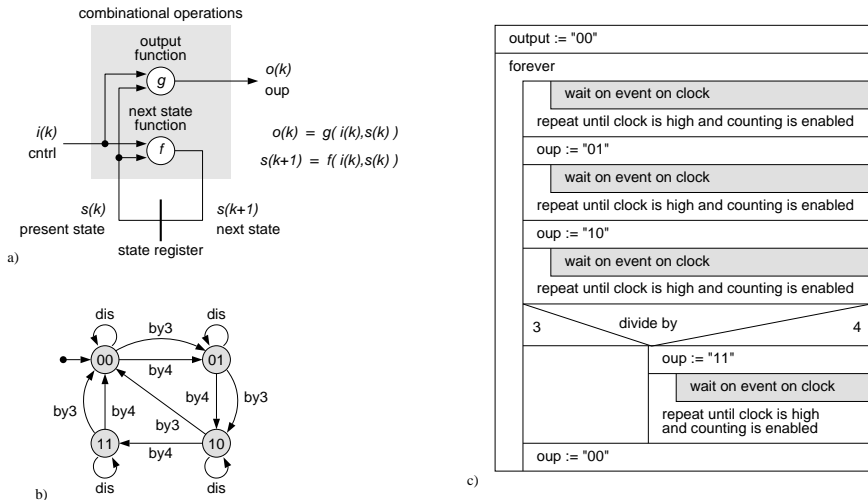 combinational operations
output
function
g
o(k)
oup
next state
function
i(k)
cntrl
f
o(k) = g( i(k),s(k) )
s(k+1) = f( i(k),s(k) )
s(k)
present state
s(k+1)
next state
state register
a)
dis
dis
by3
00
01
by4
by3
by4
by3
by4
by3
11
10
by4
dis
dis
b)
output := "00"
forever
wait on event on clock
repeat until clock is high and counting is enabled
oup := "01"
wait on event on clock
repeat until clock is high and counting is enabled
oup := "10"
wait on event on clock
repeat until clock is high and counting is enabled
3
divide by
4
oup := "11"
wait on event on clock
repeat until clock is high
and counting is enabled
oup := "00"
c)